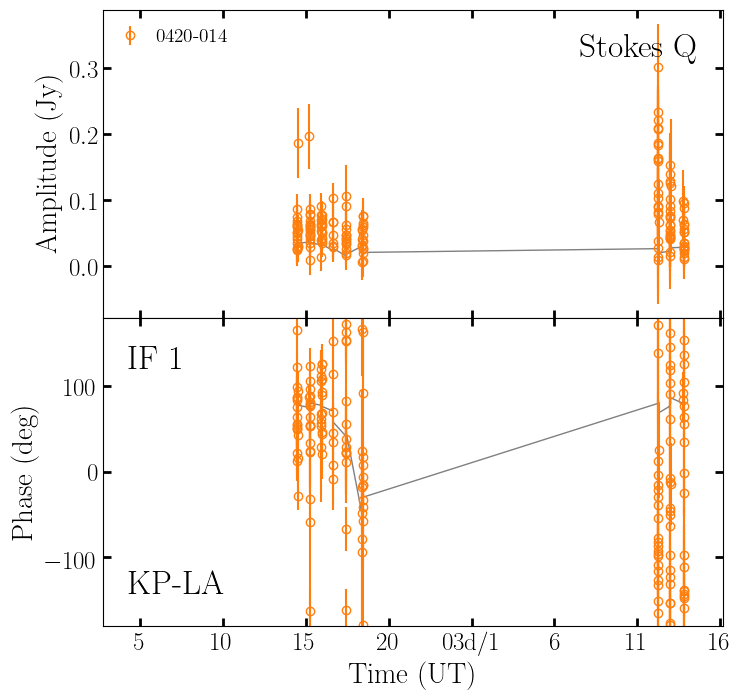 0420-014
Stokes Q
Amplitude (Jy)
0.3
0.2
0.1
0.0
IF 1
Phase (deg)
100
0
−100
KP-LA
5 10 15 20 03d/1 6 11 16
Time (UT)